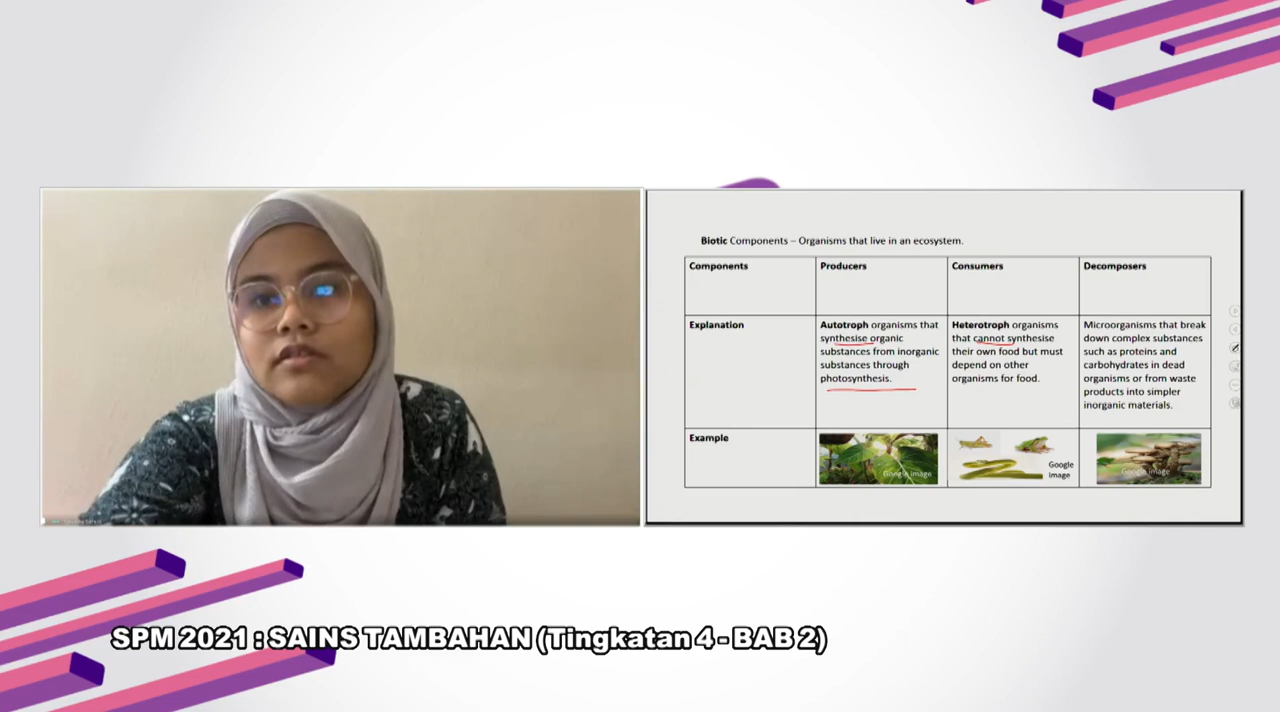 Biotic Components – Organisms that live in an ecosystem.
Components
Producers
Consumers
Decomposers
Explanation
Autotroph organisms that
synthesise organic
substances from inorganic
substances through
photosynthesis.
Heterotroph organisms
that cannot synthesise
their own food but must
depend on other
organisms for food.
Microorganisms that break
down complex substances
such as proteins and
carbohydrates in dead
organisms or from waste
products into simpler
inorganic materials.
Example
Google image
Google
image
Google image
SPM 2021 : SAINS TAMBAHAN (Tingkatan 4 - BAB 2)